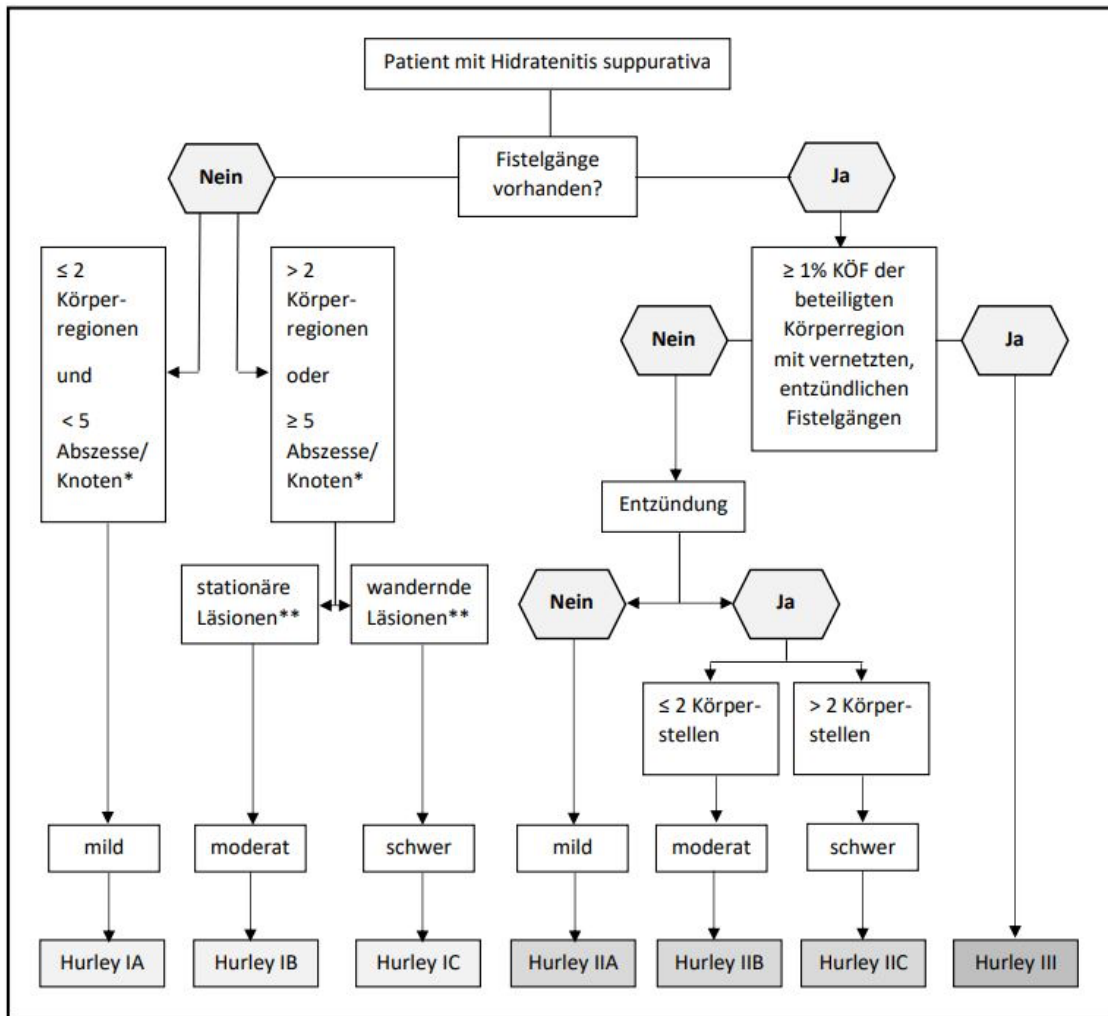 Patient mit Hidratenitis suppurativa
Fistelgänge
vorhanden?
Nein
Ja
≤ 2
Körper-
regionen
und
< 5
Abszesse/
Knoten*
> 2
Körper-
regionen
oder
≥ 5
Abszesse/
Knoten*
≥ 1% KÖF der
beteiligten
Körperregion
mit vernetzten,
entzündlichen
Fistelgängen
Nein
Ja
Entzündung
stationäre
Läsionen**
wandernde
Läsionen**
Nein
Ja
≤ 2 Körper-
stellen
> 2 Körper-
stellen
mild
moderat
schwer
mild
moderat
schwer
Hurley IA
Hurley IB
Hurley IC
Hurley IIA
Hurley IIB
Hurley IIC
Hurley III